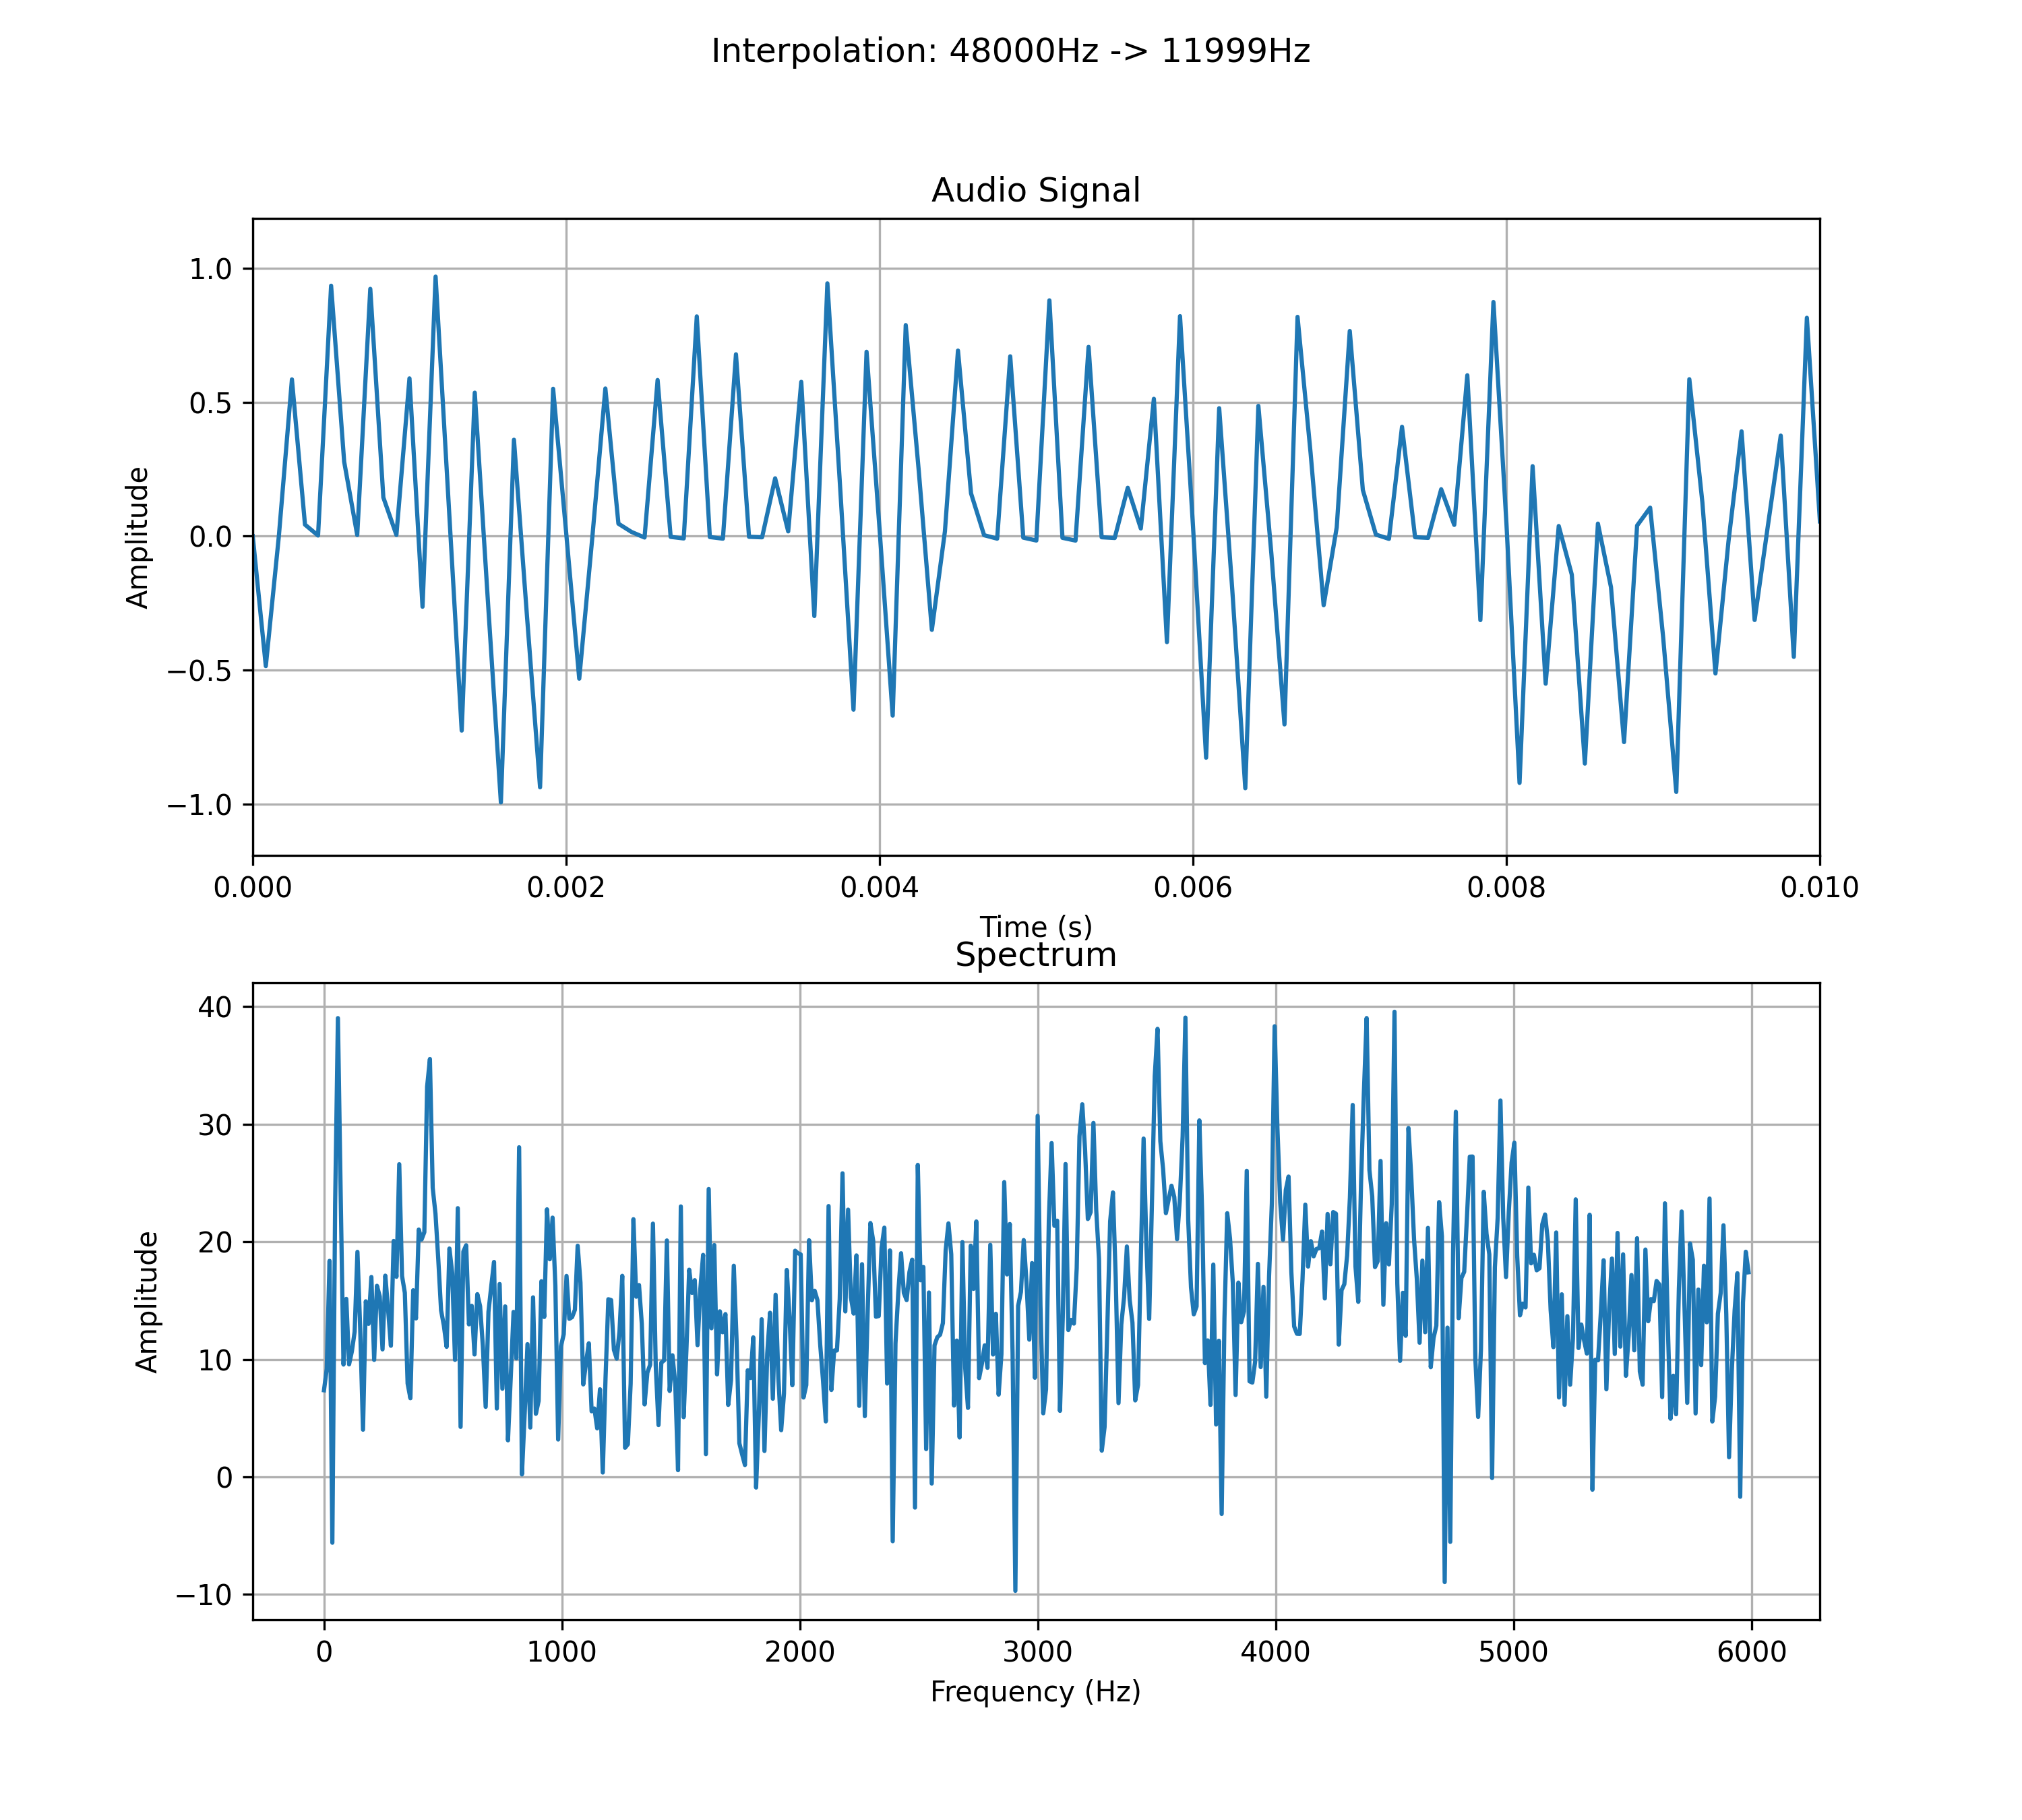 Interpolation: 48000Hz -> 11999Hz
Audio Signal
1.0
0.5
0.0
−0.5
−1.0
Amplitude
0.000 0.002 0.004 0.006 0.008 0.010
Time (s)
Spectrum
40
30
20
10
0
−10
Amplitude
0 1000 2000 3000 4000 5000 6000
Frequency (Hz)